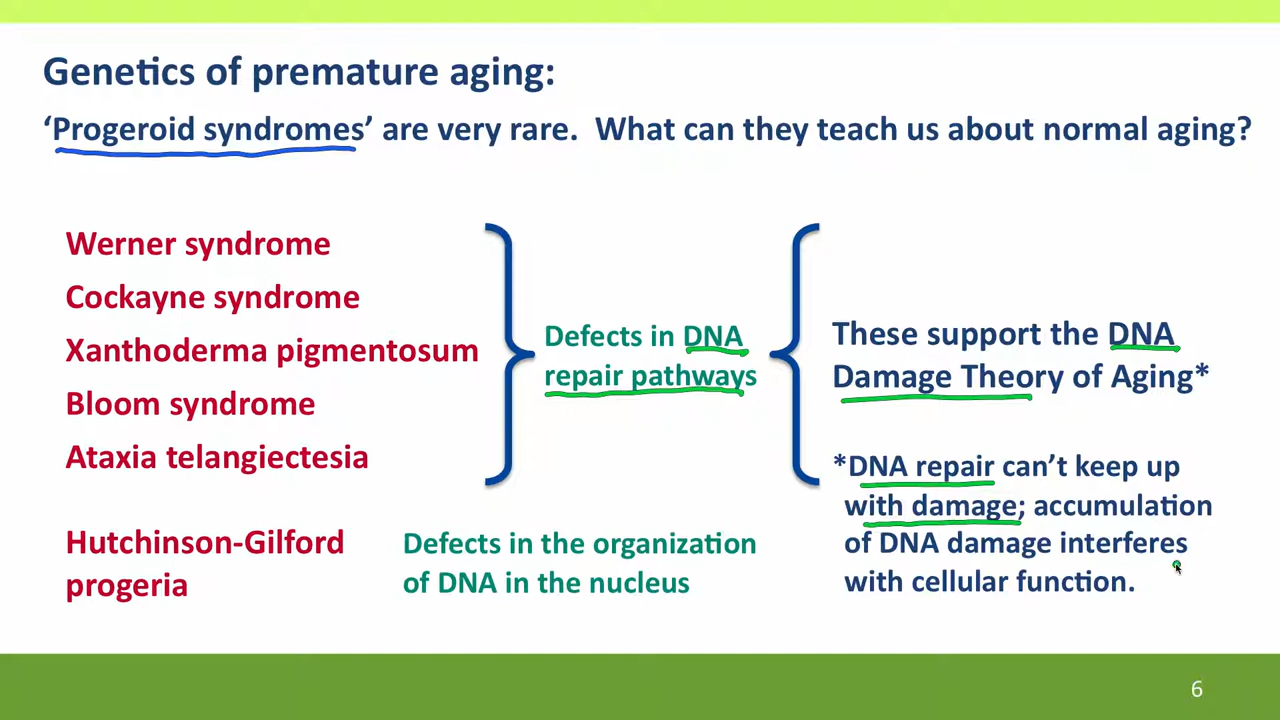 Genetics of premature aging:
‘Progeroid syndromes’ are very rare.  What can they teach us about normal aging?
Werner syndrome
Cockayne syndrome
Xanthoderma pigmentosum
Bloom syndrome
Ataxia telangiectesia
Defects in DNA
repair pathways
These support the DNA
Damage Theory of Aging*
*DNA repair can’t keep up
with damage; accumulation
of DNA damage interferes
with cellular function.
Hutchinson-Gilford
progeria
Defects in the organization
of DNA in the nucleus
6